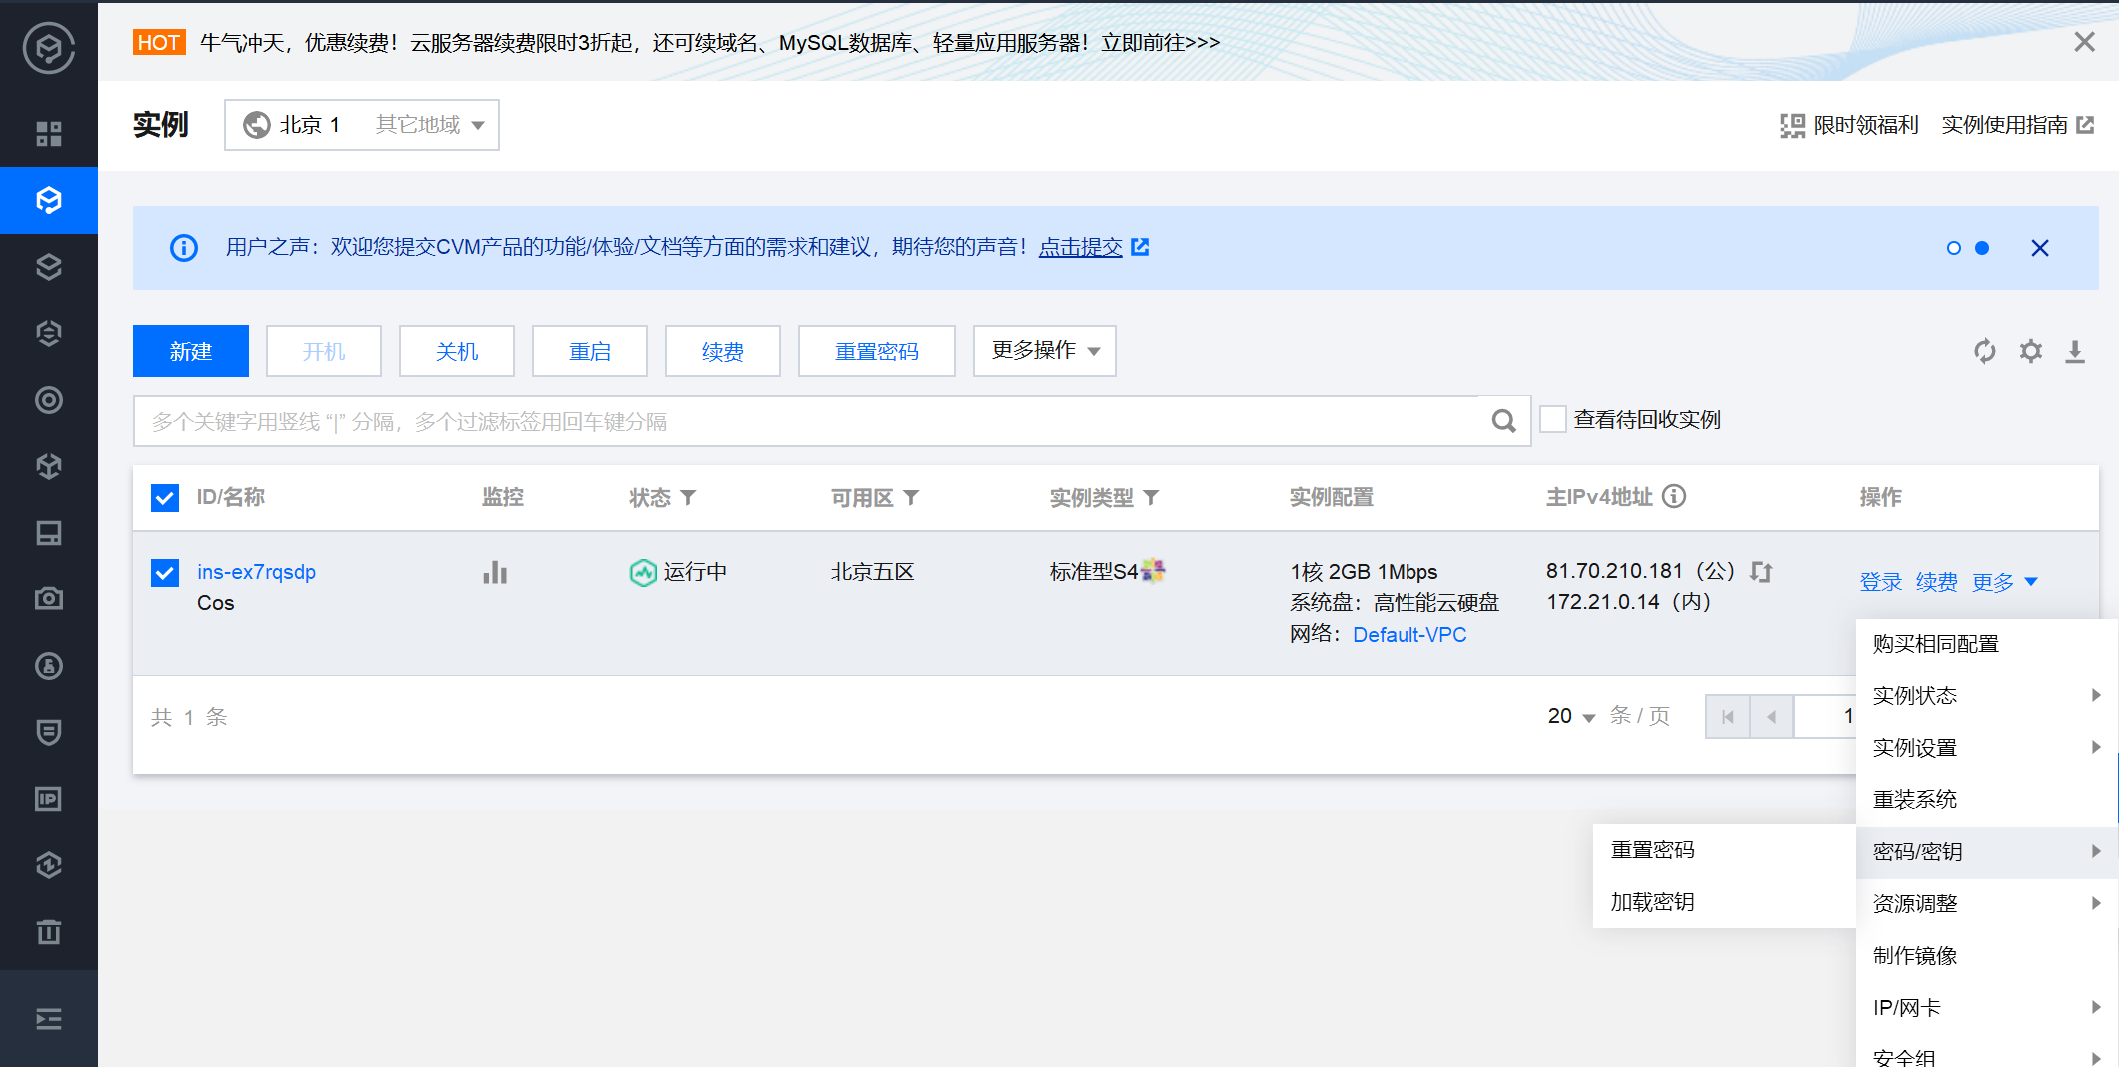 HOT 牛气冲天，优惠续费！云服务器续费限时3折起，还可续域名、MySQL数据库、轻量应用服务器！立即前往>>>
实例 北京 1 其它地域 限时领福利 实例使用指南
用户之声：欢迎您提交CVM产品的功能/体验/文档等方面的需求和建议，期待您的声音！点击提交
新建 开机 关机 重启 续费 重置密码 更多操作
多个关键字用竖线 “|” 分隔，多个过滤标签用回车键分隔 查看待回收实例
ID/名称 监控 状态 可用区 实例类型 实例配置 主IPv4地址 操作
ins-ex7rqsdp 运行中 北京五区 标准型S4 1核 2GB 1Mbps 81.70.210.181（公） 登录 续费 更多
Cos 系统盘：高性能云硬盘 172.21.0.14（内）
网络：Default-VPC
共 1 条 20 条 / 页 1
购买相同配置
实例状态
实例设置
重装系统
密码/密钥
重置密码
加载密钥
资源调整
制作镜像
IP/网卡
安全组
IP